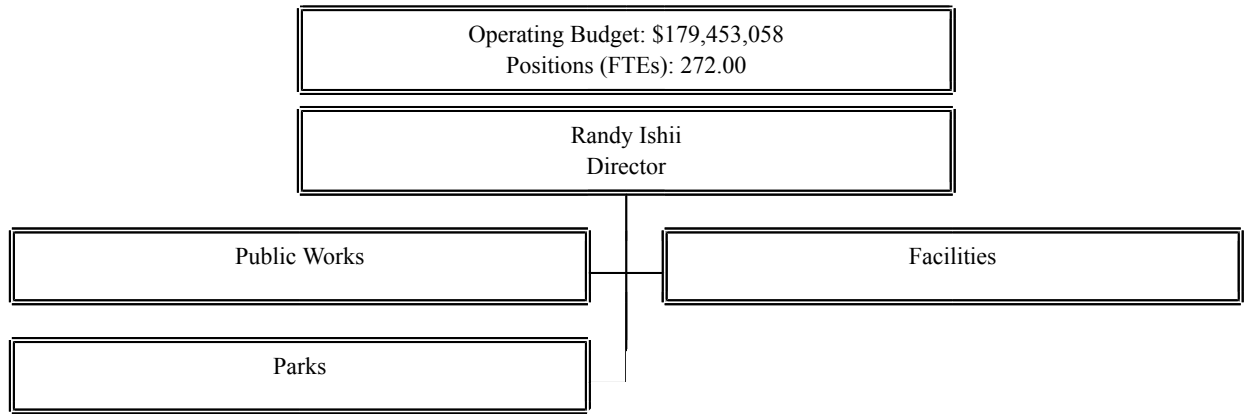 Operating Budget: $179,453,058
Positions (FTEs): 272.00
Randy Ishii
Director
Public Works
Facilities
Parks